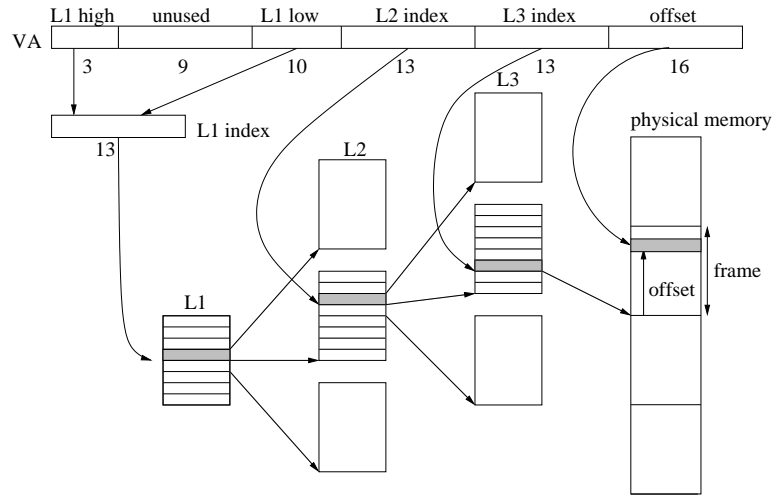 L1 high unused L1 low L2 index L3 index offset
VA
3 9 10 13 13 16
L3
L1 index
physical memory
13
L2
frame
offset
L1